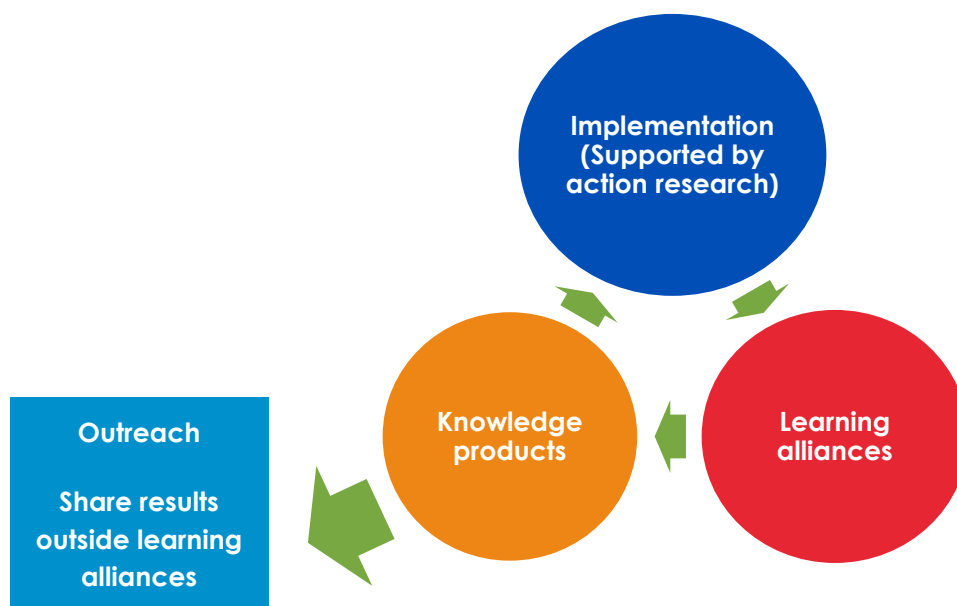 Implementation
(Supported by
action research)
Knowledge
products
Learning
alliances
Outreach
Share results
outside learning
alliances